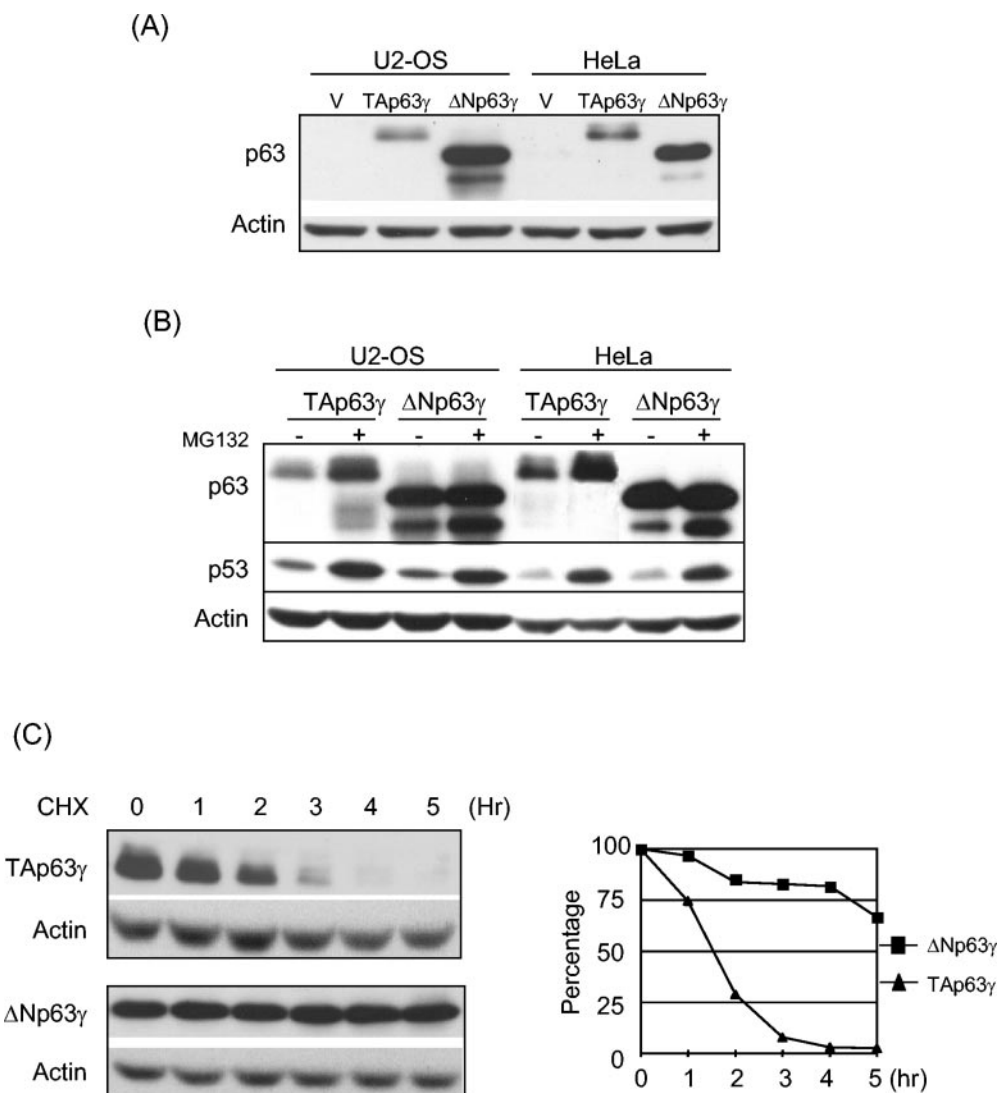 (A)
U2-OS HeLa
V TAp63γ ΔNp63γ V TAp63γ ΔNp63γ
p63
Actin
(B)
U2-OS HeLa
TAp63γ ΔNp63γ TAp63γ ΔNp63γ
MG132 - + - + - + - +
p63
p53
Actin
(C)
CHX 0 1 2 3 4 5 (Hr)
TAp63γ
Actin
ΔNp63γ
Actin
100
75
50
25
0
Percentage
0 1 2 3 4 5 (hr)
ΔNp63γ
TAp63γ